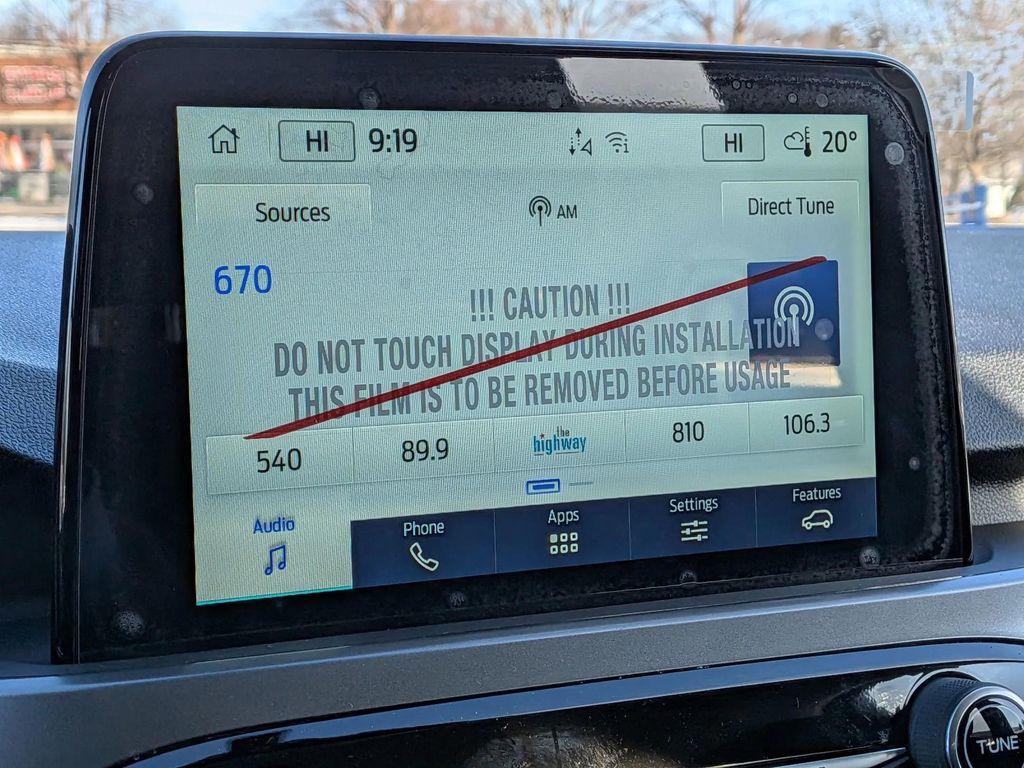 HI 9:19 HI 20°
Sources AM Direct Tune
670
!!! CAUTION !!!
DO NOT TOUCH DISPLAY DURING INSTALLATION
THIS FILM IS TO BE REMOVED BEFORE USAGE
540 89.9 the highway 810 106.3
Audio Phone Apps Settings Features
TUNE